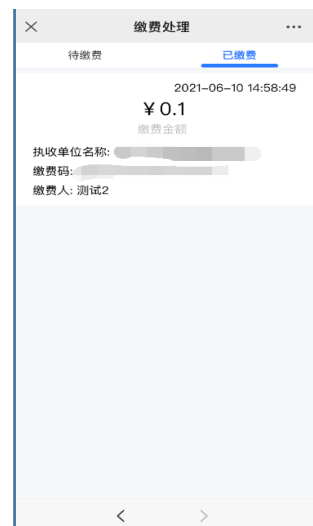 缴费处理
待缴费 已缴费
2021-06-10 14:58:49
¥0.1
缴费金额
执收单位名称:
缴费码:
缴费人: 测试2